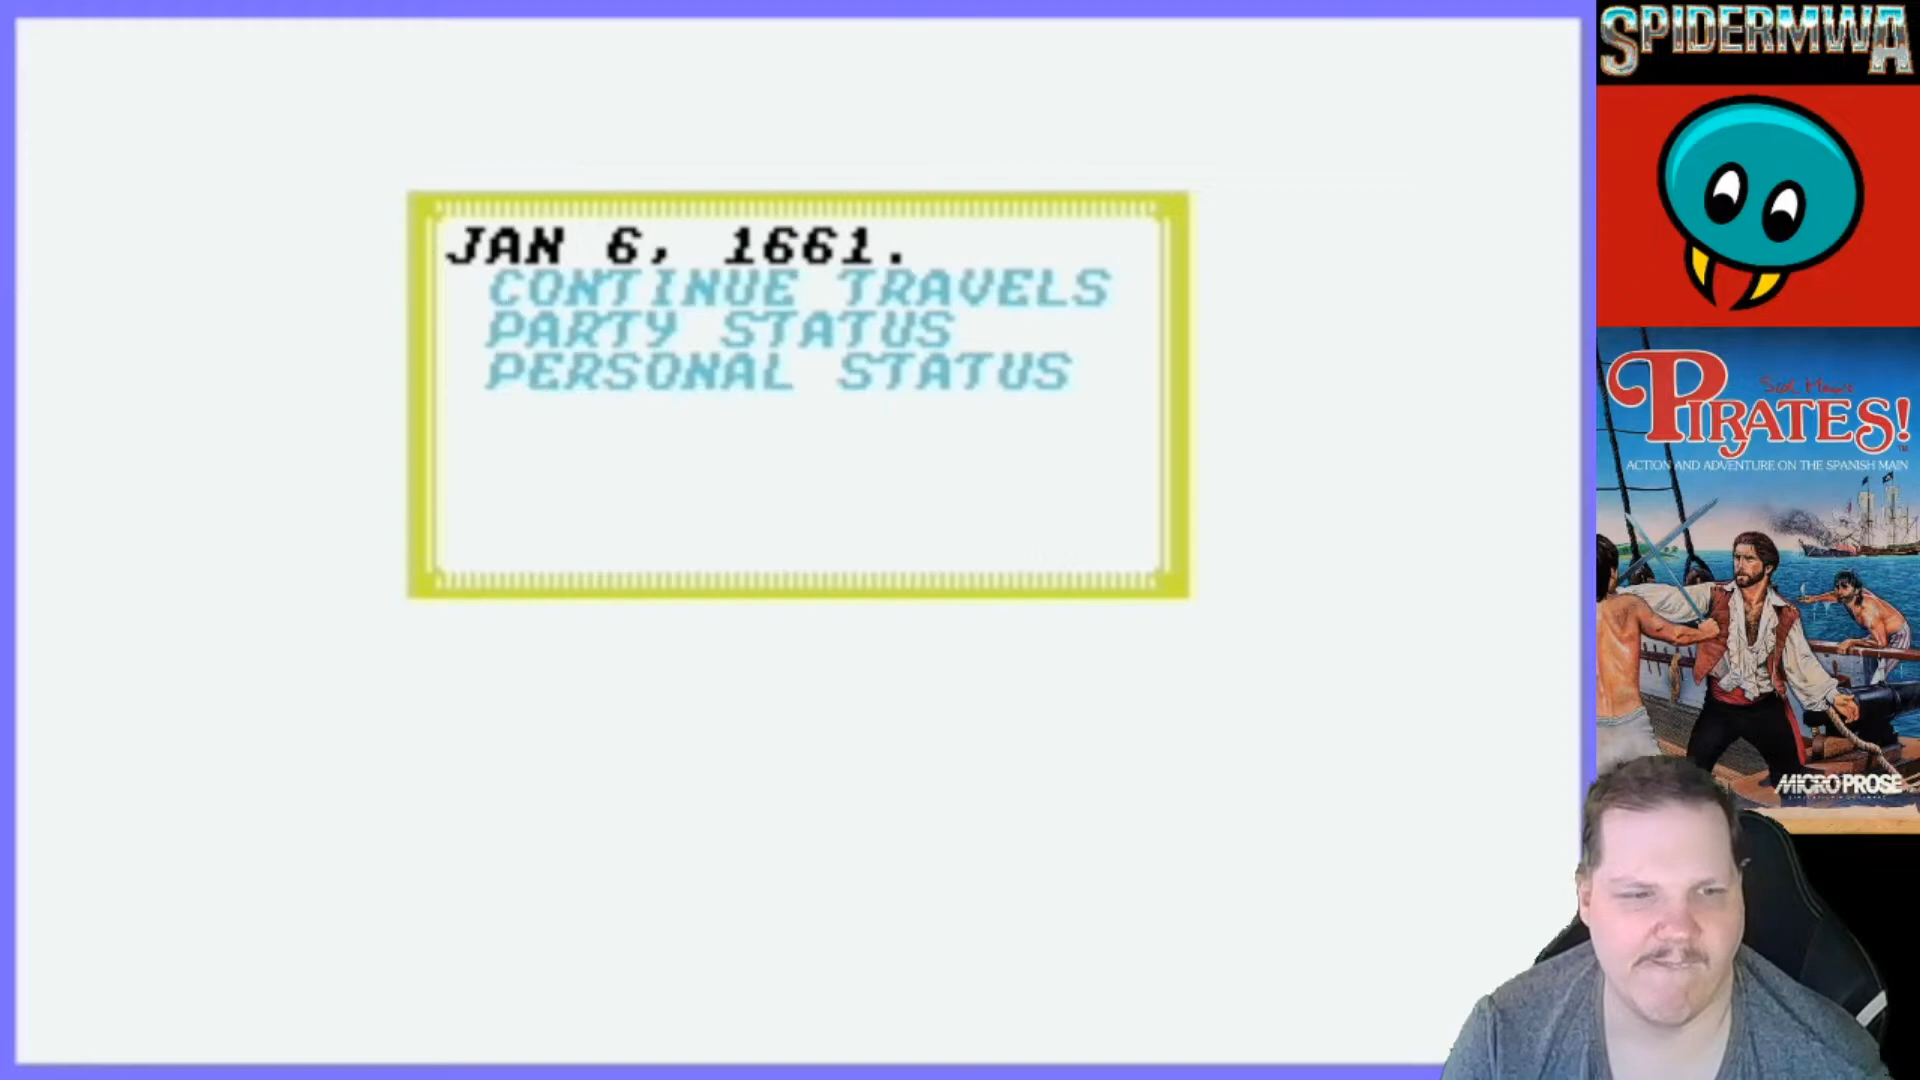 JAN 6, 1661.
CONTINUE TRAVELS
PARTY STATUS
PERSONAL STATUS
SPIDERMWA
PIRATES!
ACTION AND ADVENTURE ON THE SPANISH MAIN
MICROPROSE